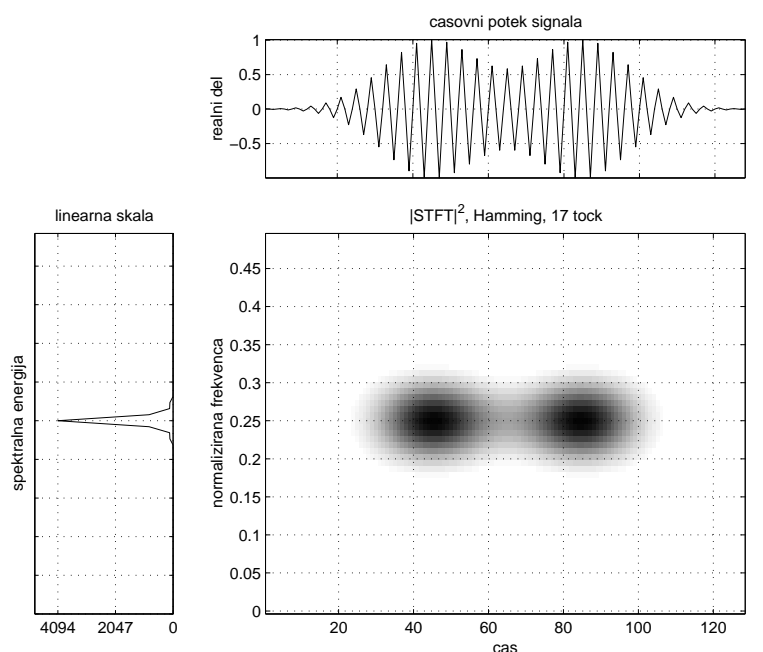 casovni potek signala
realni del
1
0.5
0
−0.5
linearna skala
spektralna energija
4094 2047 0
|STFT|², Hamming, 17 tock
normalizirana frekvenca
0.45
0.4
0.35
0.3
0.25
0.2
0.15
0.1
0.05
0
20 40 60 80 100 120
cas